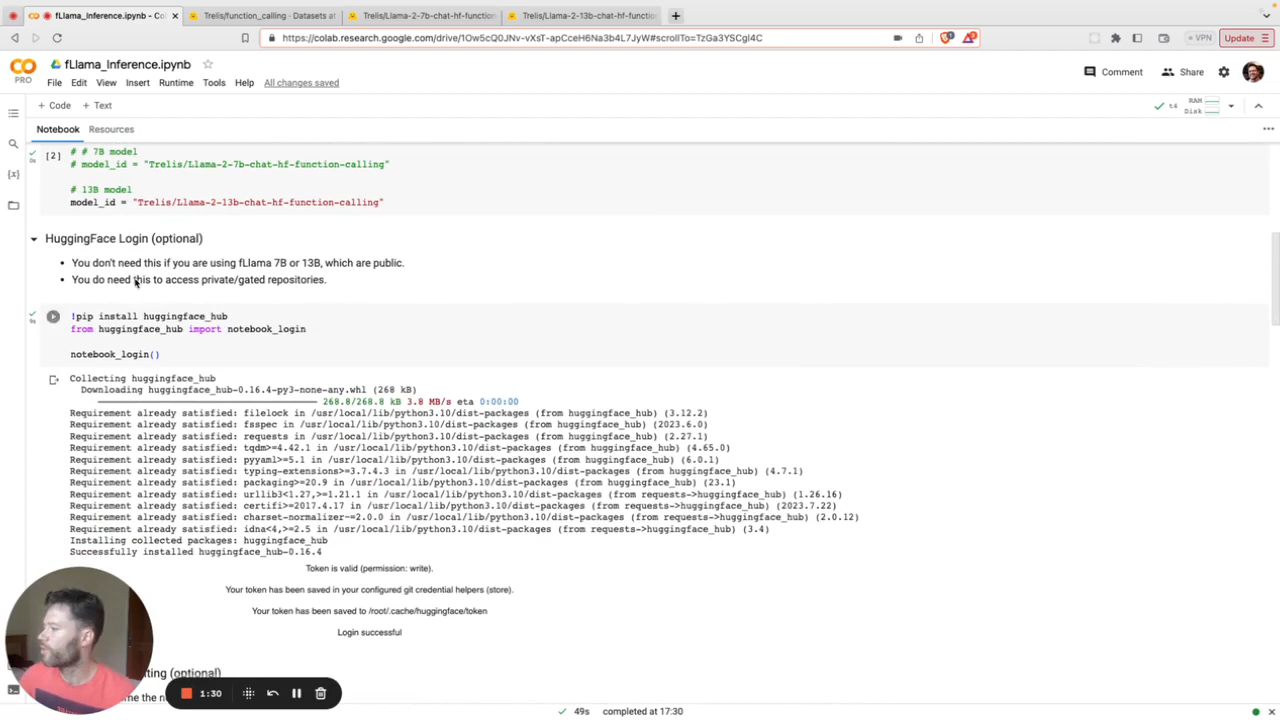 fLlama_Inference.ipynb - Co
Trelis/function_calling · Datasets at
Trelis/Llama-2-7b-chat-hf-function
Trelis/Llama-2-13b-chat-hf-function
https://colab.research.google.com/drive/1Ow5cQ0JNv-vXsT-apCceH6Na3b4L7JyW#scrollTo=TzGa3YSCgl4C
VPN
Update
PRO
fLlama_Inference.ipynb
File Edit View Insert Runtime Tools Help All changes saved
Comment
Share
+ Code + Text
T4
RAM
Disk
Notebook Resources
[2]
0s
# # 7B model
# model_id = "Trelis/Llama-2-7b-chat-hf-function-calling"
# 13B model
model_id = "Trelis/Llama-2-13b-chat-hf-function-calling"
HuggingFace Login (optional)
• You don't need this if you are using fLlama 7B or 13B, which are public.
• You do need this to access private/gated repositories.
9s
!pip install huggingface_hub
from huggingface_hub import notebook_login
notebook_login()
Collecting huggingface_hub
Downloading huggingface_hub-0.16.4-py3-none-any.whl (268 kB)
268.8/268.8 kB 3.8 MB/s eta 0:00:00
Requirement already satisfied: filelock in /usr/local/lib/python3.10/dist-packages (from huggingface_hub) (3.12.2)
Requirement already satisfied: fsspec in /usr/local/lib/python3.10/dist-packages (from huggingface_hub) (2023.6.0)
Requirement already satisfied: requests in /usr/local/lib/python3.10/dist-packages (from huggingface_hub) (2.27.1)
Requirement already satisfied: tqdm>=4.42.1 in /usr/local/lib/python3.10/dist-packages (from huggingface_hub) (4.65.0)
Requirement already satisfied: pyyaml>=5.1 in /usr/local/lib/python3.10/dist-packages (from huggingface_hub) (6.0.1)
Requirement already satisfied: typing-extensions>=3.7.4.3 in /usr/local/lib/python3.10/dist-packages (from huggingface_hub) (4.7.1)
Requirement already satisfied: packaging>=20.9 in /usr/local/lib/python3.10/dist-packages (from huggingface_hub) (23.1)
Requirement already satisfied: urllib3<1.27,>=1.21.1 in /usr/local/lib/python3.10/dist-packages (from requests->huggingface_hub) (1.26.16)
Requirement already satisfied: certifi>=2017.4.17 in /usr/local/lib/python3.10/dist-packages (from requests->huggingface_hub) (2023.7.22)
Requirement already satisfied: charset-normalizer~=2.0.0 in /usr/local/lib/python3.10/dist-packages (from requests->huggingface_hub) (2.0.12)
Requirement already satisfied: idna<4,>=2.5 in /usr/local/lib/python3.10/dist-packages (from requests->huggingface_hub) (3.4)
Installing collected packages: huggingface_hub
Successfully installed huggingface_hub-0.16.4
Token is valid (permission: write).
Your token has been saved in your configured git credential helpers (store).
Your token has been saved to /root/.cache/huggingface/token
Login successful
ting (optional)
me the n
1:30
49s completed at 17:30